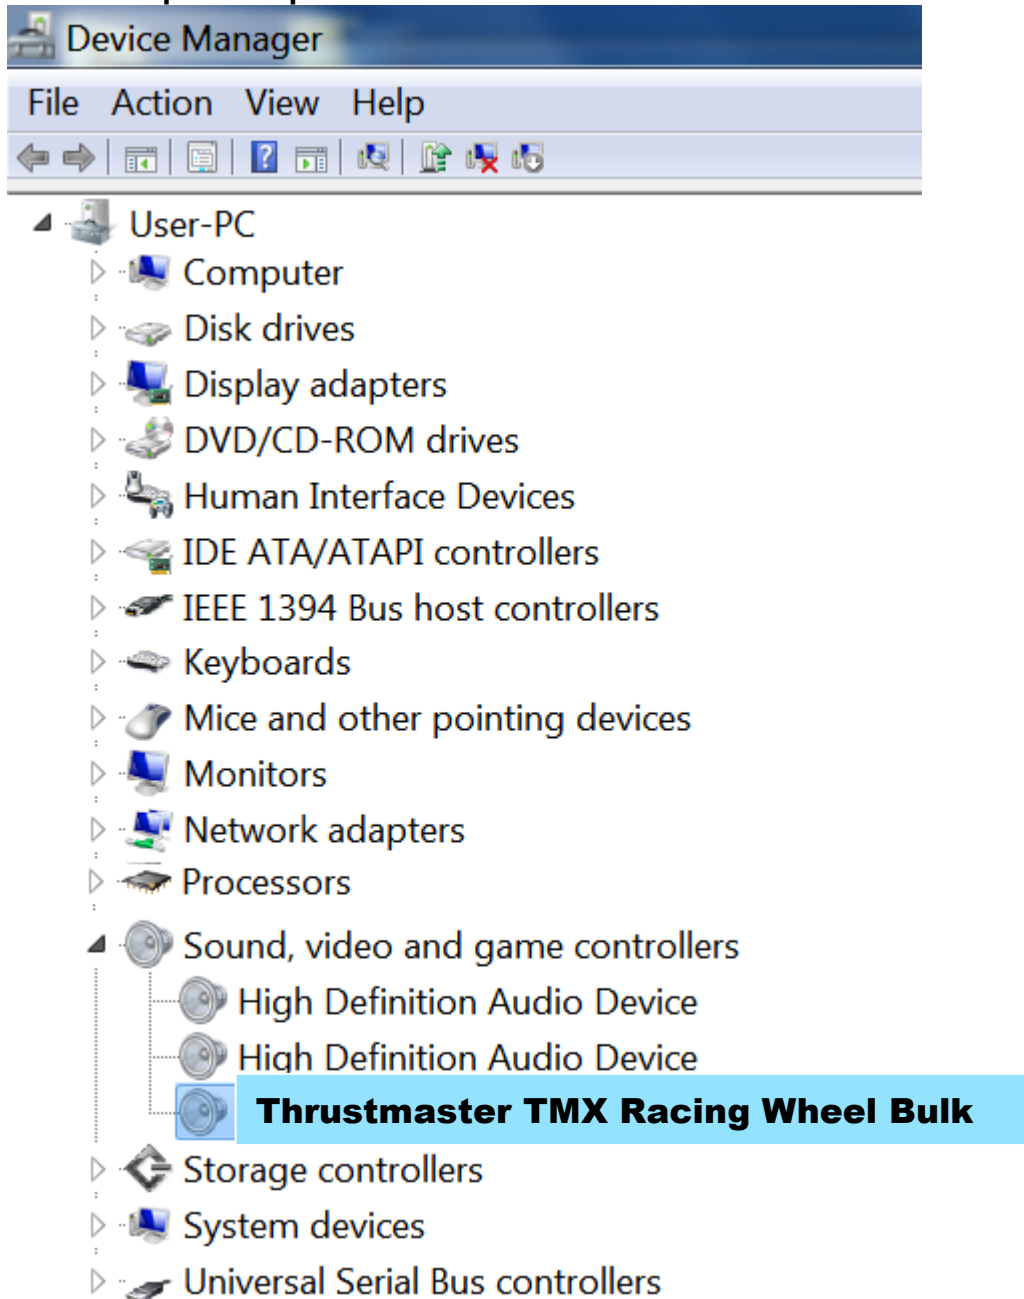 Device Manager
File Action View Help
User-PC
Computer
Disk drives
Display adapters
DVD/CD-ROM drives
Human Interface Devices
IDE ATA/ATAPI controllers
IEEE 1394 Bus host controllers
Keyboards
Mice and other pointing devices
Monitors
Network adapters
Processors
Sound, video and game controllers
High Definition Audio Device
High Definition Audio Device
Thrustmaster TMX Racing Wheel Bulk
Storage controllers
System devices
Universal Serial Bus controllers